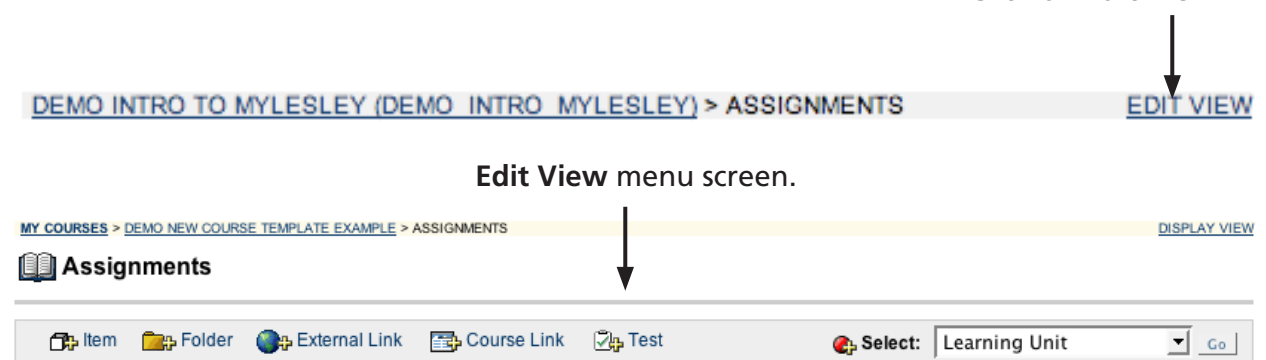 DEMO INTRO TO MYLESLEY (DEMO_INTRO_MYLESLEY) > ASSIGNMENTS EDIT VIEW
Edit View menu screen.
MY COURSES > DEMO NEW COURSE TEMPLATE EXAMPLE > ASSIGNMENTS DISPLAY VIEW
Assignments
Item Folder External Link Course Link Test Select: Learning Unit Go